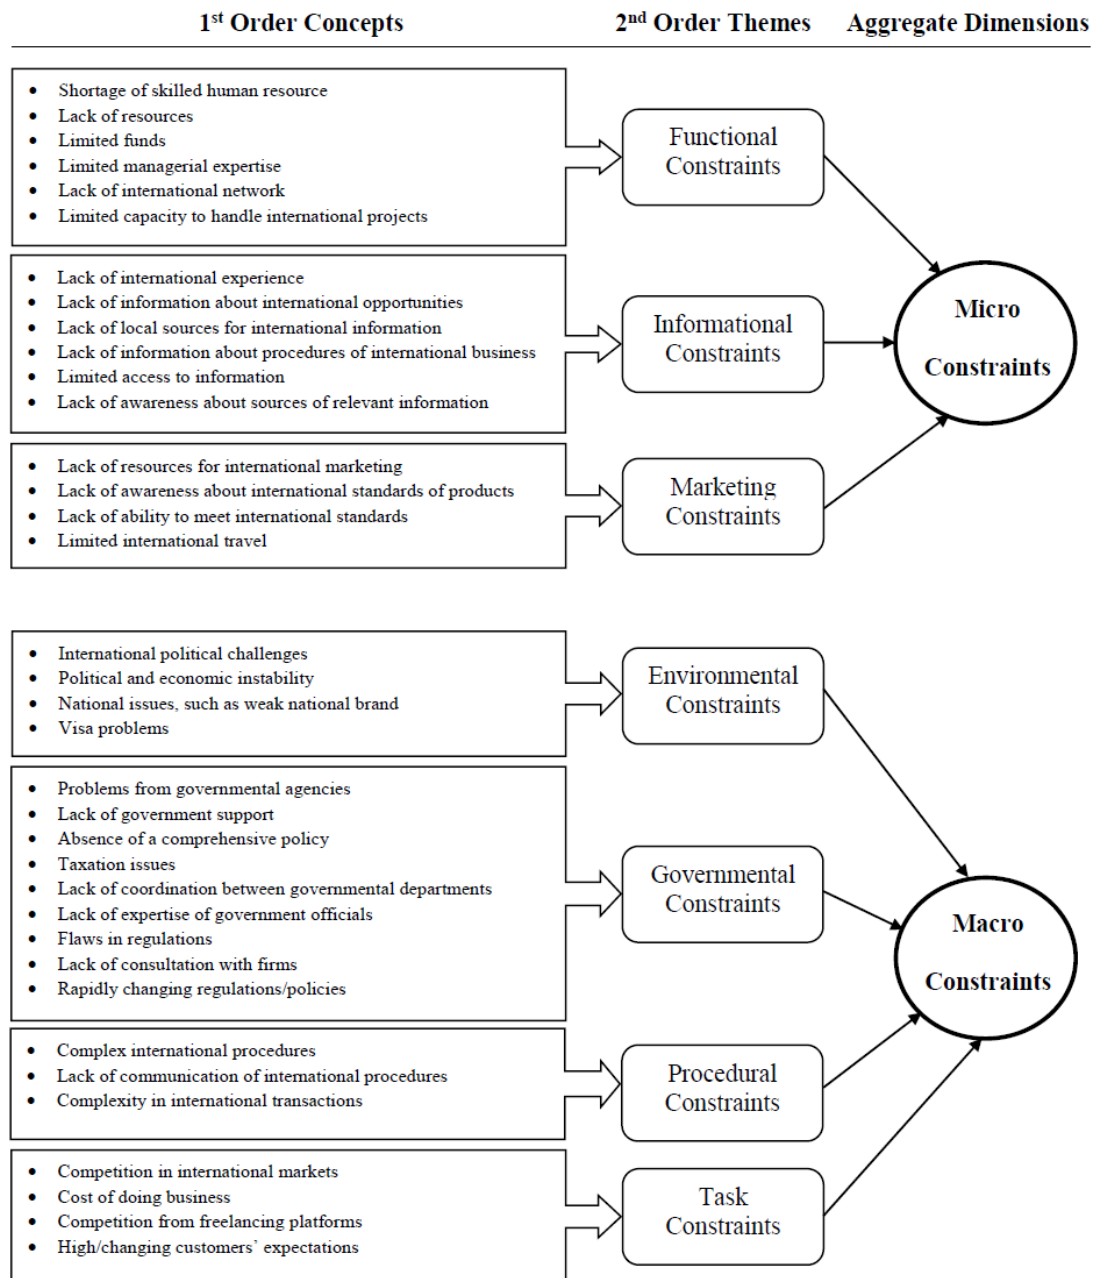 1st Order Concepts
2nd Order Themes
Aggregate Dimensions
• Shortage of skilled human resource
• Lack of resources
• Limited funds
• Limited managerial expertise
• Lack of international network
• Limited capacity to handle international projects
Functional
Constraints
• Lack of international experience
• Lack of information about international opportunities
• Lack of local sources for international information
• Lack of information about procedures of international business
• Limited access to information
• Lack of awareness about sources of relevant information
Informational
Constraints
• Lack of resources for international marketing
• Lack of awareness about international standards of products
• Lack of ability to meet international standards
• Limited international travel
Marketing
Constraints
Micro
Constraints
• International political challenges
• Political and economic instability
• National issues, such as weak national brand
• Visa problems
Environmental
Constraints
• Problems from governmental agencies
• Lack of government support
• Absence of a comprehensive policy
• Taxation issues
• Lack of coordination between governmental departments
• Lack of expertise of government officials
• Flaws in regulations
• Lack of consultation with firms
• Rapidly changing regulations/policies
Governmental
Constraints
• Complex international procedures
• Lack of communication of international procedures
• Complexity in international transactions
Procedural
Constraints
• Competition in international markets
• Cost of doing business
• Competition from freelancing platforms
• High/changing customers’ expectations
Task
Constraints
Macro
Constraints